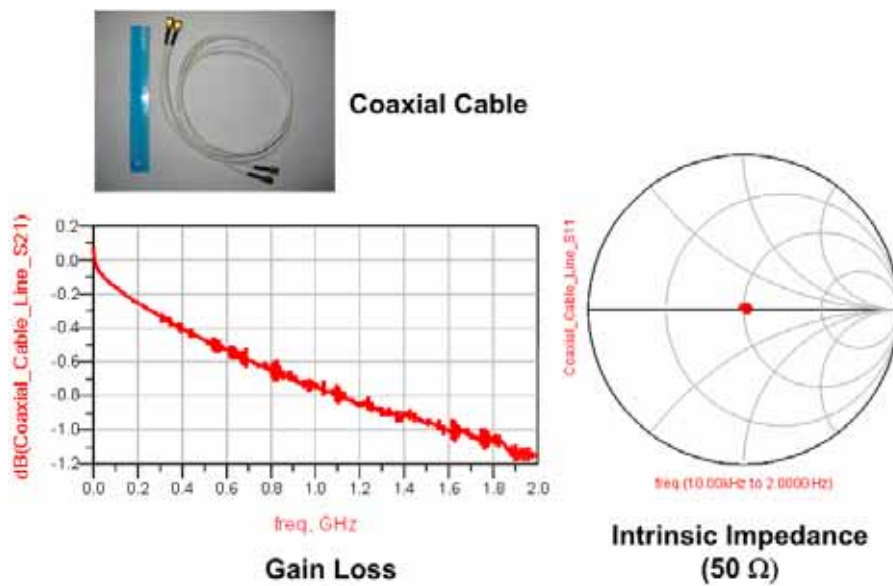 Coaxial Cable
dB(Coaxial_Cable_Line_S21)
0.2
0.0
-0.2
-0.4
-0.6
-0.8
-1.0
-1.2
0.0 0.2 0.4 0.6 0.8 1.0 1.2 1.4 1.6 1.8 2.0
freq, GHz
Gain Loss
Coaxial_Cable_Line_S11
freq (10.00kHz to 2.000GHz)
Intrinsic Impedance
(50 Ω)